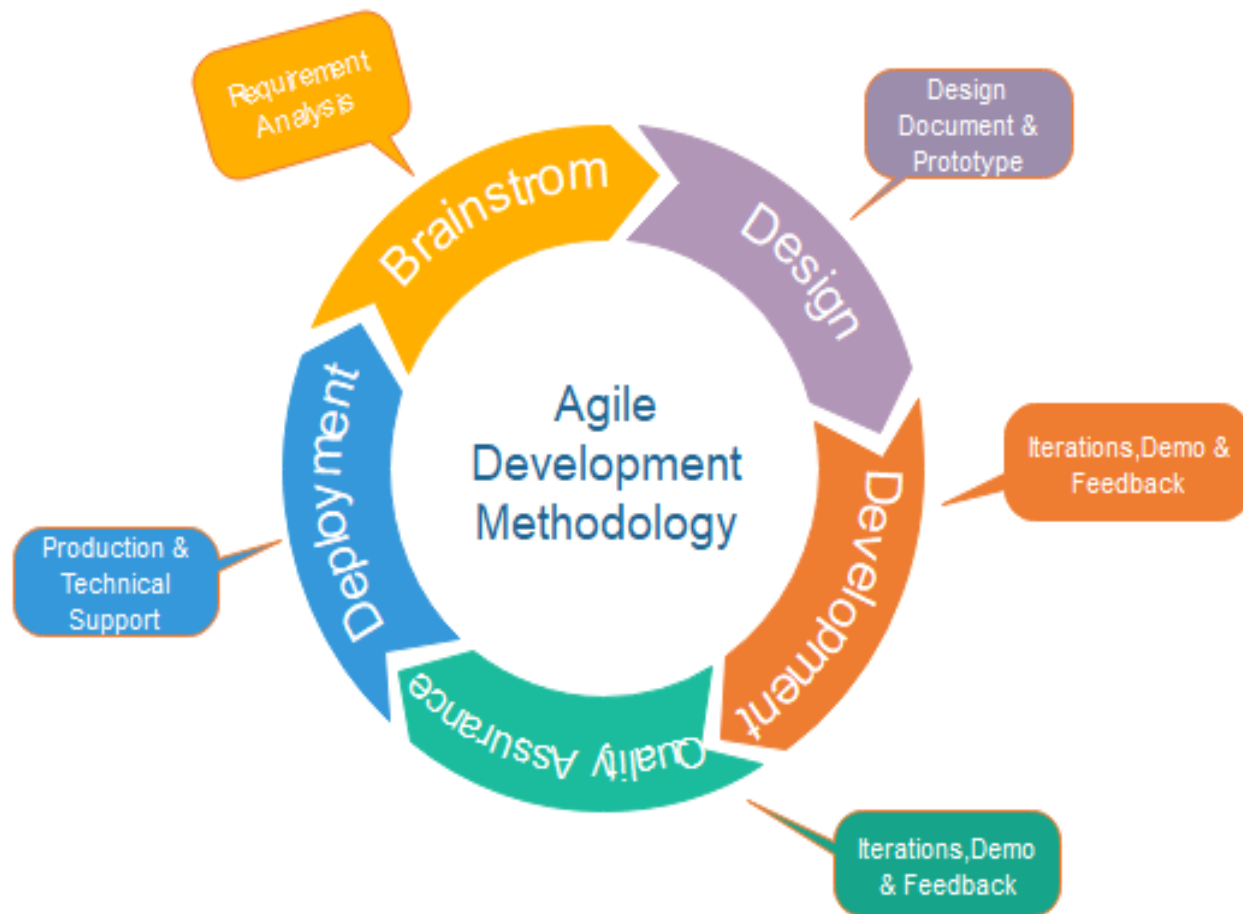 Requirement
Analysis
Brainstrom
Design
Document &
Prototype
Design
Iterations,Demo &
Feedback
Development
Agile
Development
Methodology
Deployment
Production &
Technical
Support
Quality Assurance
Iterations,Demo
& Feedback